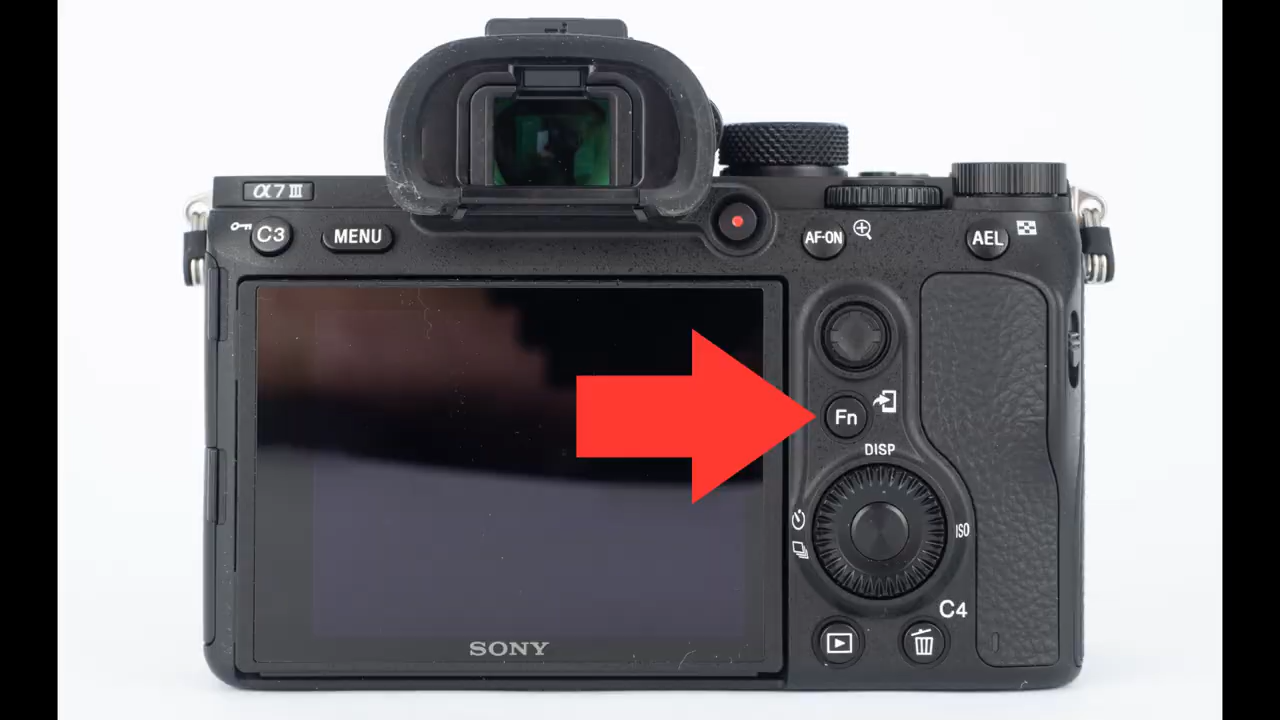 α7 III
C3
MENU
AF-ON
AEL
Fn
DISP
ISO
C4
SONY